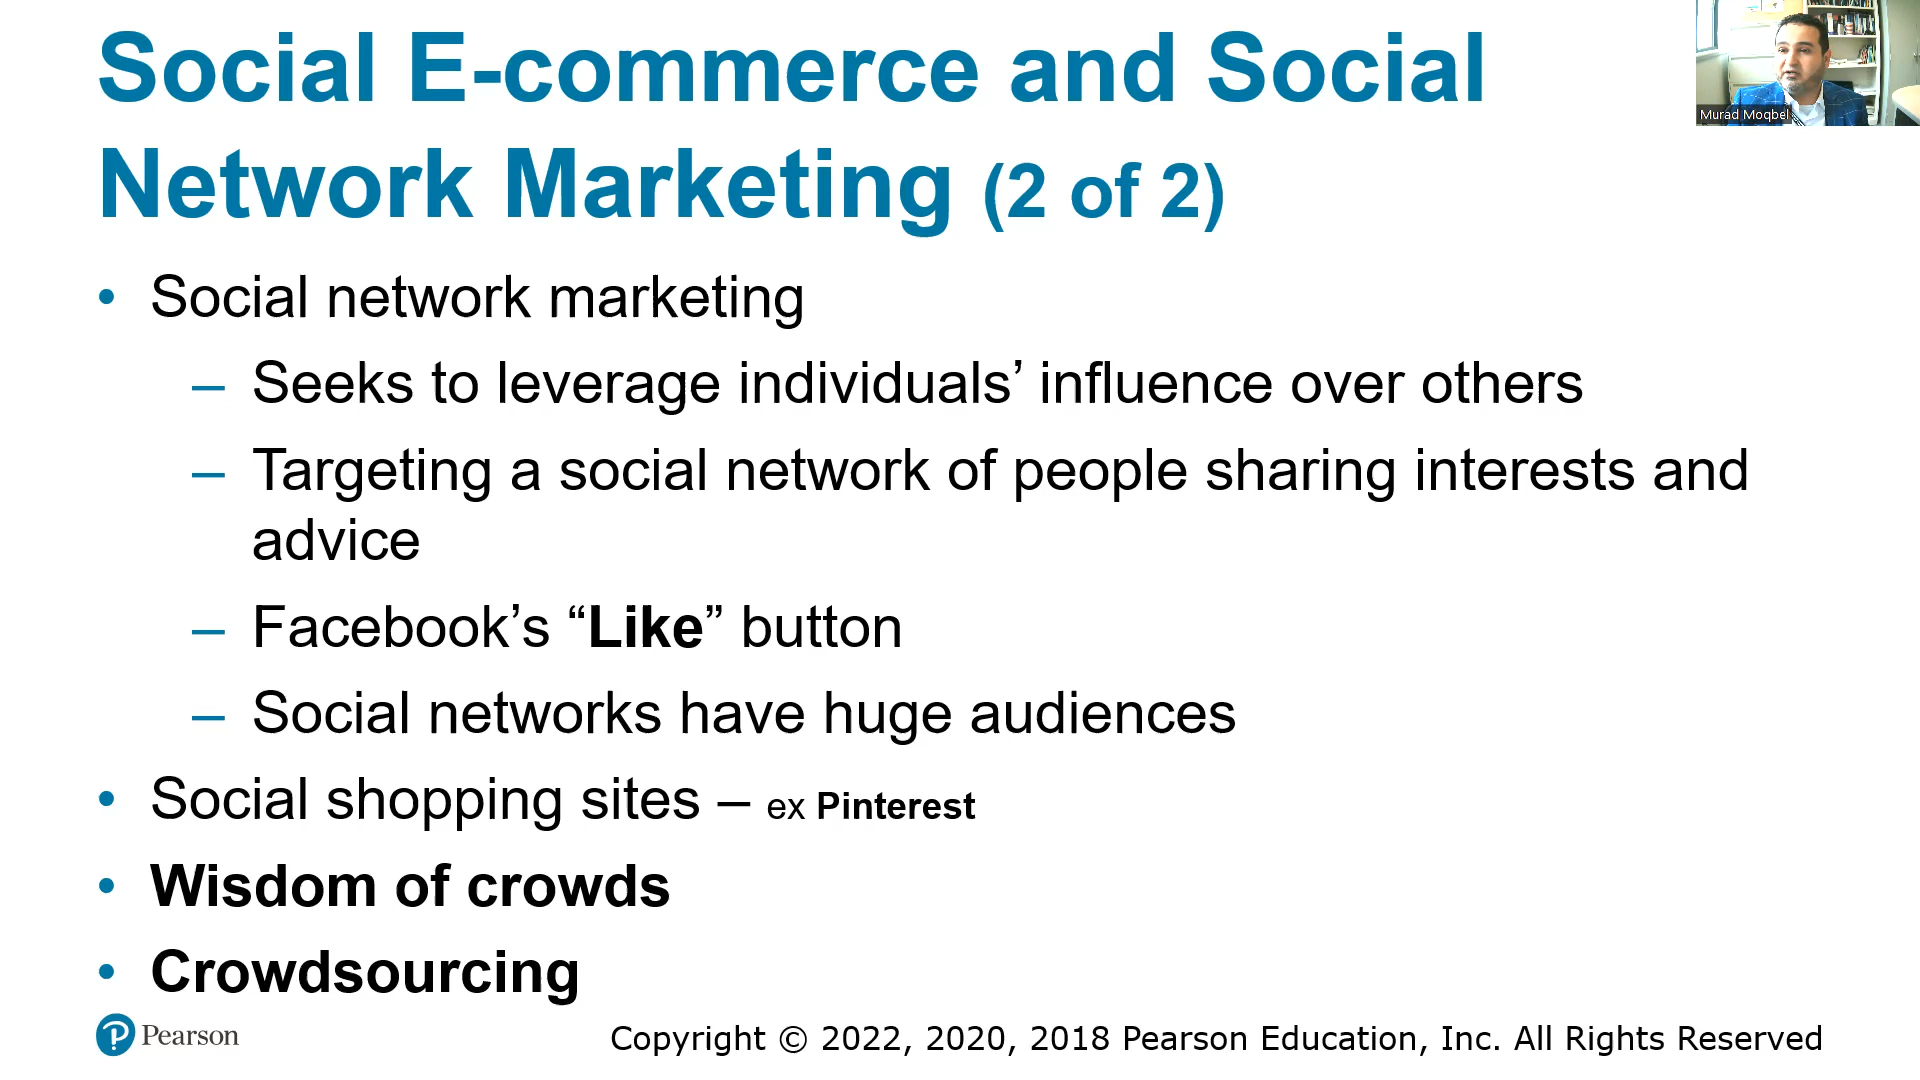 Social E-commerce and Social
Network Marketing (2 of 2)
Murad Moqbel
• Social network marketing
– Seeks to leverage individuals’ influence over others
– Targeting a social network of people sharing interests and
advice
– Facebook’s “Like” button
– Social networks have huge audiences
• Social shopping sites – ex Pinterest
• Wisdom of crowds
• Crowdsourcing
Pearson
Copyright © 2022, 2020, 2018 Pearson Education, Inc. All Rights Reserved